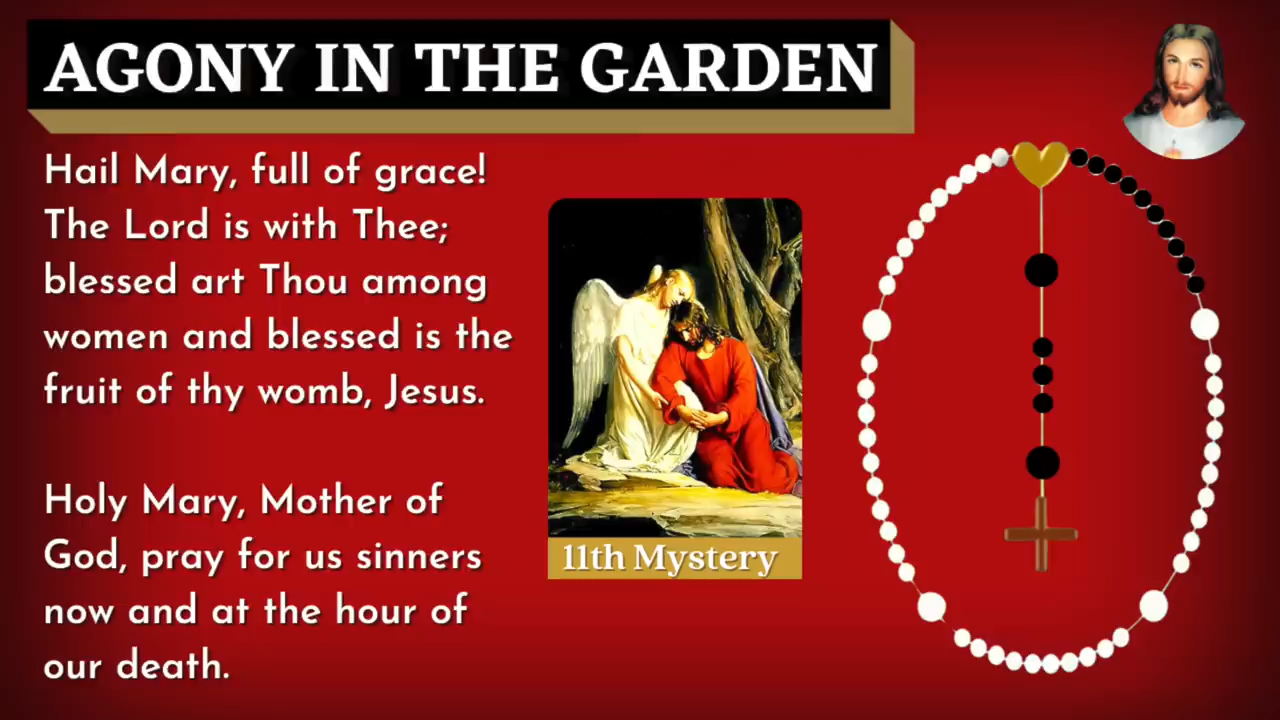 AGONY IN THE GARDEN
Hail Mary, full of grace!
The Lord is with Thee;
blessed art Thou among
women and blessed is the
fruit of thy womb, Jesus.
Holy Mary, Mother of
God, pray for us sinners
now and at the hour of
our death.
11th Mystery